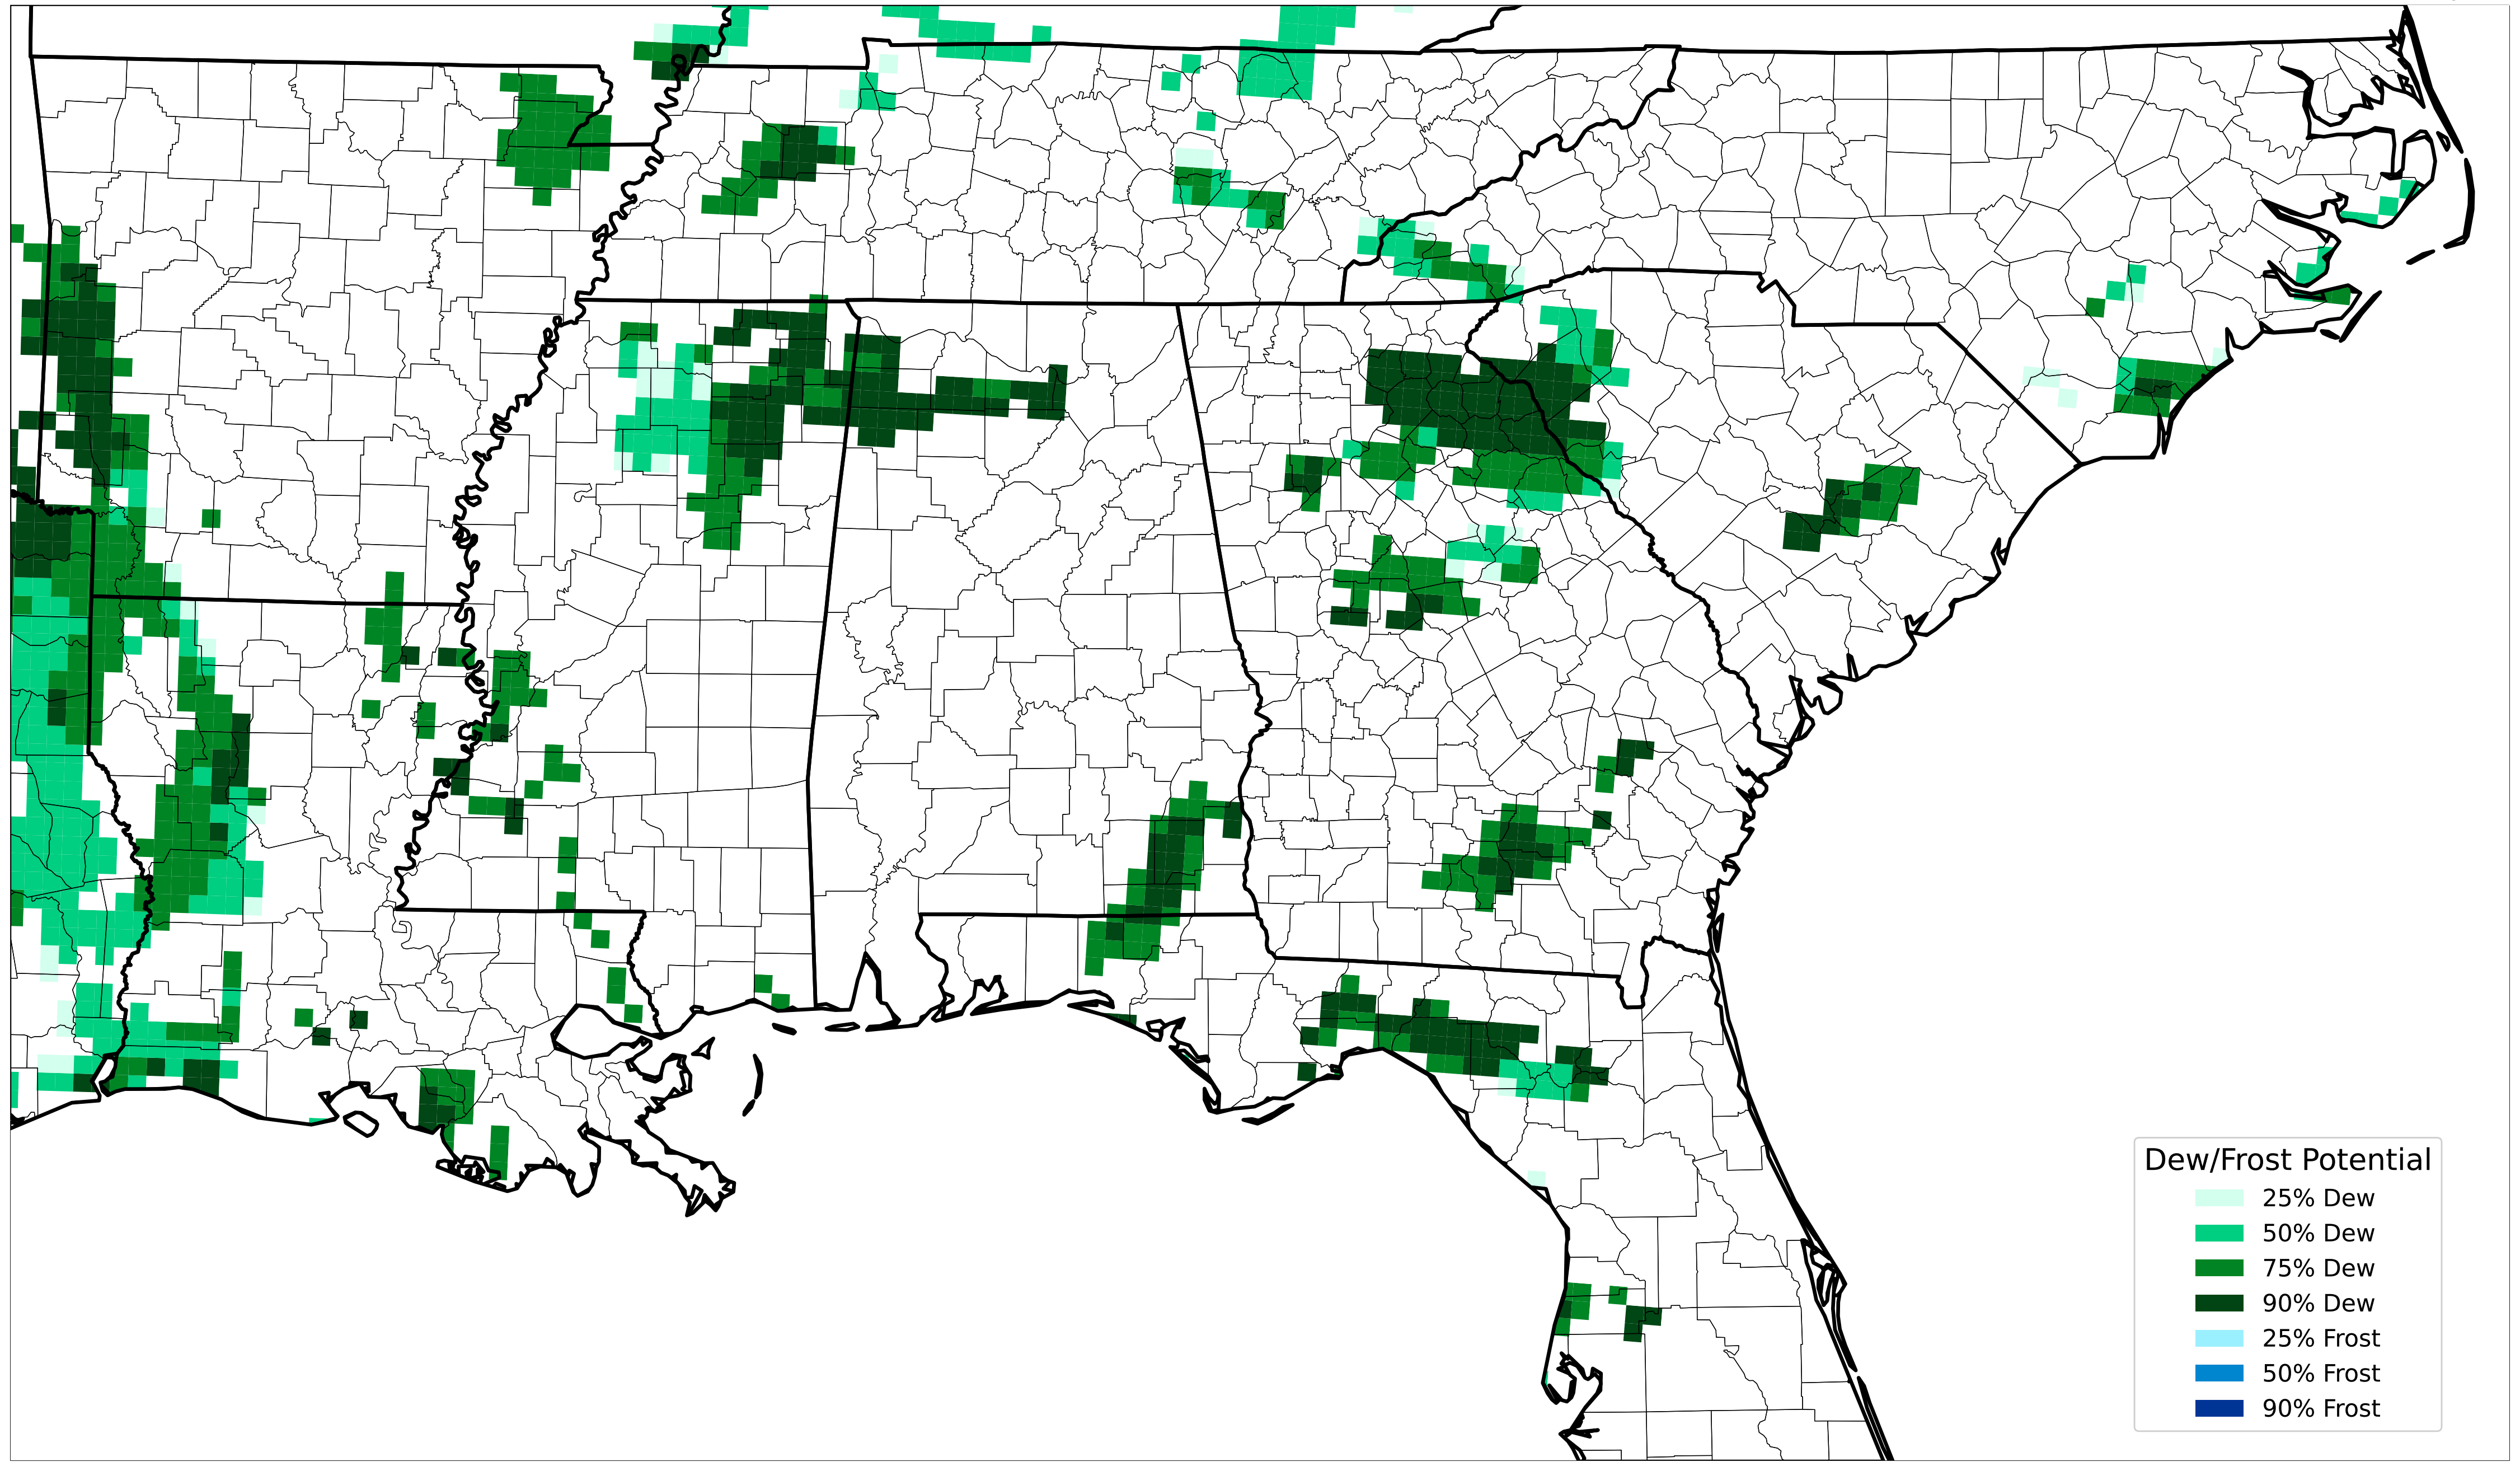 Dew/Frost Potential
25% Dew
50% Dew
75% Dew
90% Dew
25% Frost
50% Frost
90% Frost